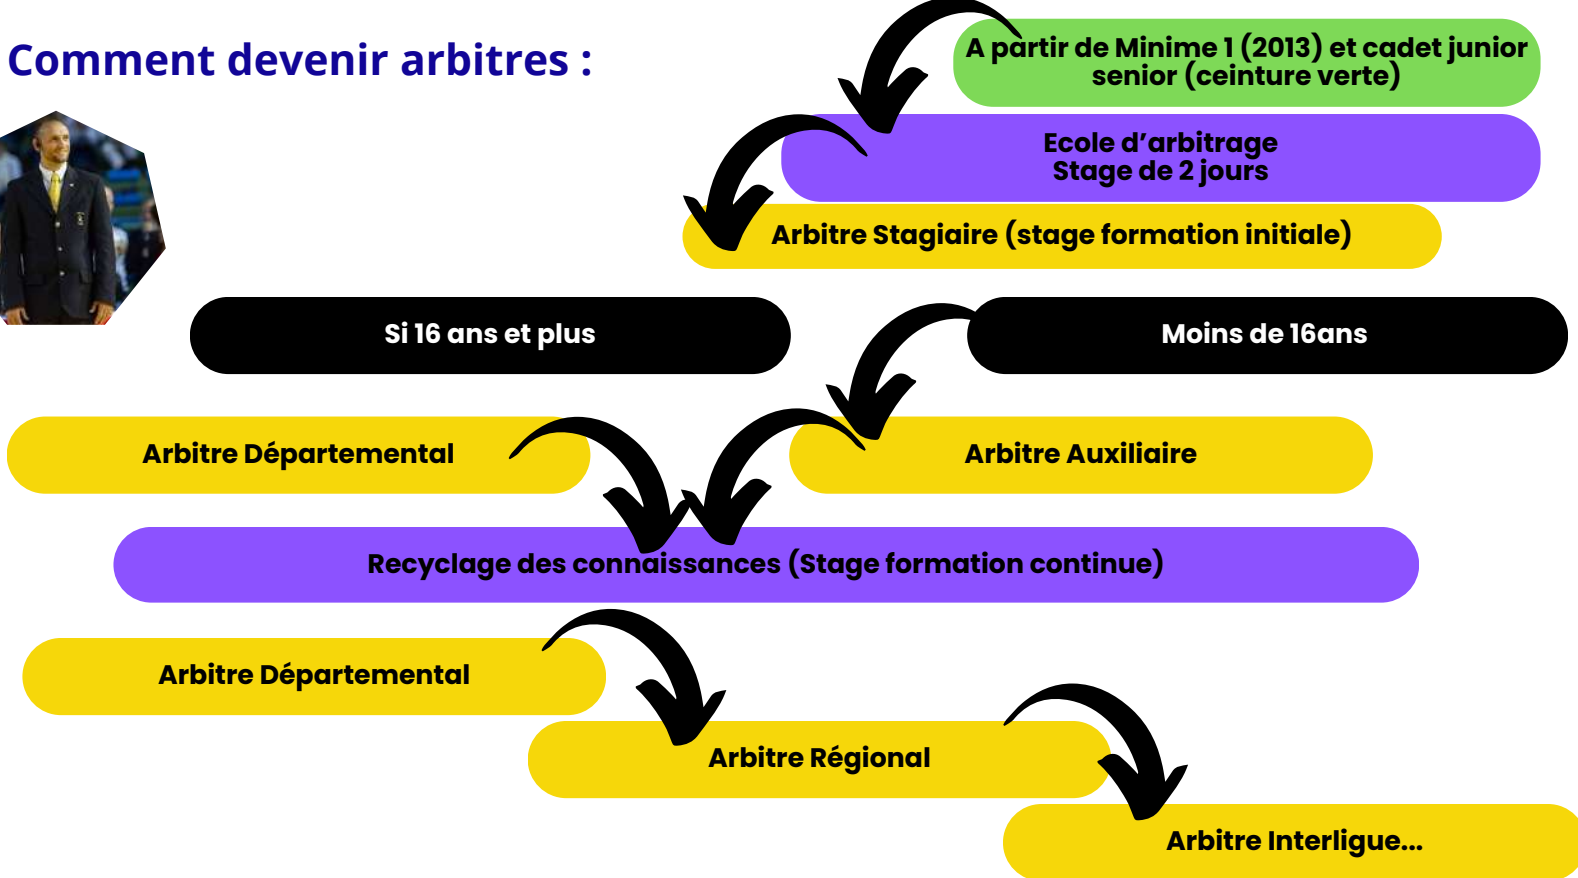 Comment devenir arbitres :
A partir de Minime 1 (2013) et cadet junior
senior (ceinture verte)
Ecole d’arbitrage
Stage de 2 jours
Arbitre Stagiaire (stage formation initiale)
Si 16 ans et plus
Moins de 16ans
Arbitre Départemental
Arbitre Auxiliaire
Recyclage des connaissances (Stage formation continue)
Arbitre Départemental
Arbitre Régional
Arbitre Interligue...